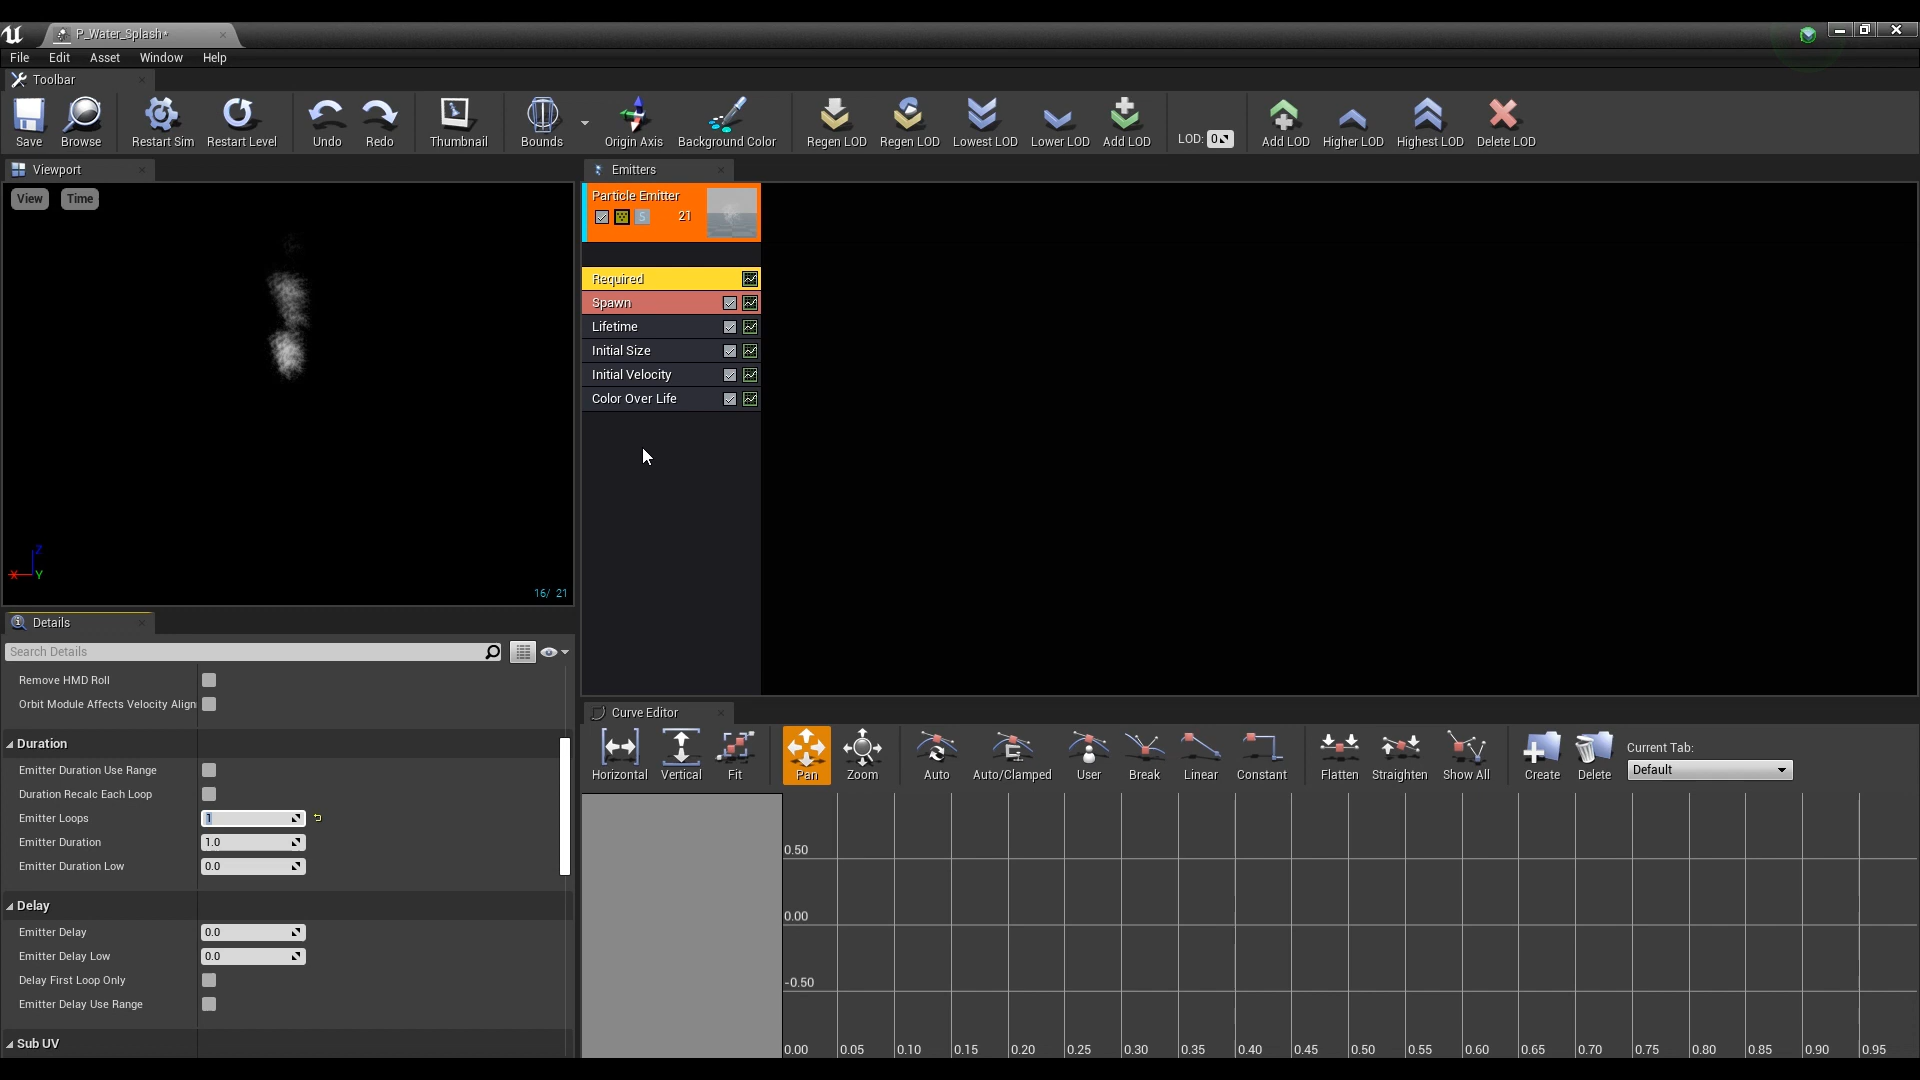 P_Water_Splash*
File Edit Asset Window Help
Toolbar
Save Browse Restart Sim Restart Level Undo Redo Thumbnail Bounds Origin Axis Background Color Regen LOD Regen LOD Lowest LOD Lower LOD Add LOD LOD: 0 Add LOD Higher LOD Highest LOD Delete LOD
Viewport
View Time
Z
X Y
16/ 21
Emitters
Particle Emitter
S 21
Required
Spawn
Lifetime
Initial Size
Initial Velocity
Color Over Life
Details
Search Details
Remove HMD Roll
Orbit Module Affects Velocity Align
Duration
Emitter Duration Use Range
Duration Recalc Each Loop
Emitter Loops 1
Emitter Duration 1.0
Emitter Duration Low 0.0
Delay
Emitter Delay 0.0
Emitter Delay Low 0.0
Delay First Loop Only
Emitter Delay Use Range
Sub UV
Curve Editor
Horizontal Vertical Fit Pan Zoom Auto Auto/Clamped User Break Linear Constant Flatten Straighten Show All Create Delete
Current Tab:
Default
0.50
0.00
-0.50
0.00 0.05 0.10 0.15 0.20 0.25 0.30 0.35 0.40 0.45 0.50 0.55 0.60 0.65 0.70 0.75 0.80 0.85 0.90 0.95